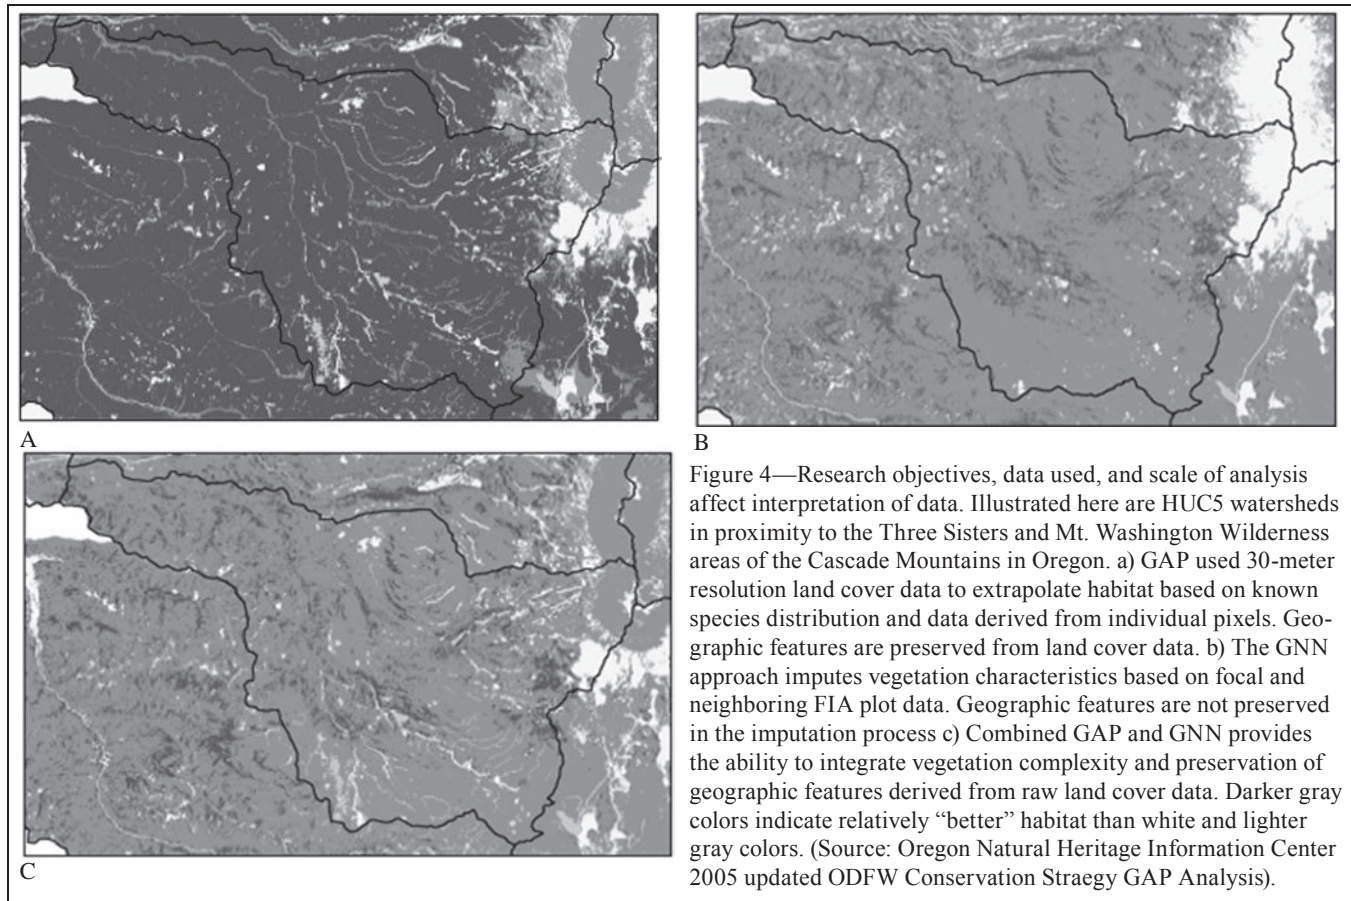 A
B
C
Figure 4—Research objectives, data used, and scale of analysis
affect interpretation of data. Illustrated here are HUC5 watersheds
in proximity to the Three Sisters and Mt. Washington Wilderness
areas of the Cascade Mountains in Oregon. a) GAP used 30-meter
resolution land cover data to extrapolate habitat based on known
species distribution and data derived from individual pixels. Geo-
graphic features are preserved from land cover data. b) The GNN
approach imputes vegetation characteristics based on focal and
neighboring FIA plot data. Geographic features are not preserved
in the imputation process c) Combined GAP and GNN provides
the ability to integrate vegetation complexity and preservation of
geographic features derived from raw land cover data. Darker gray
colors indicate relatively “better” habitat than white and lighter
gray colors. (Source: Oregon Natural Heritage Information Center
2005 updated ODFW Conservation Straegy GAP Analysis).